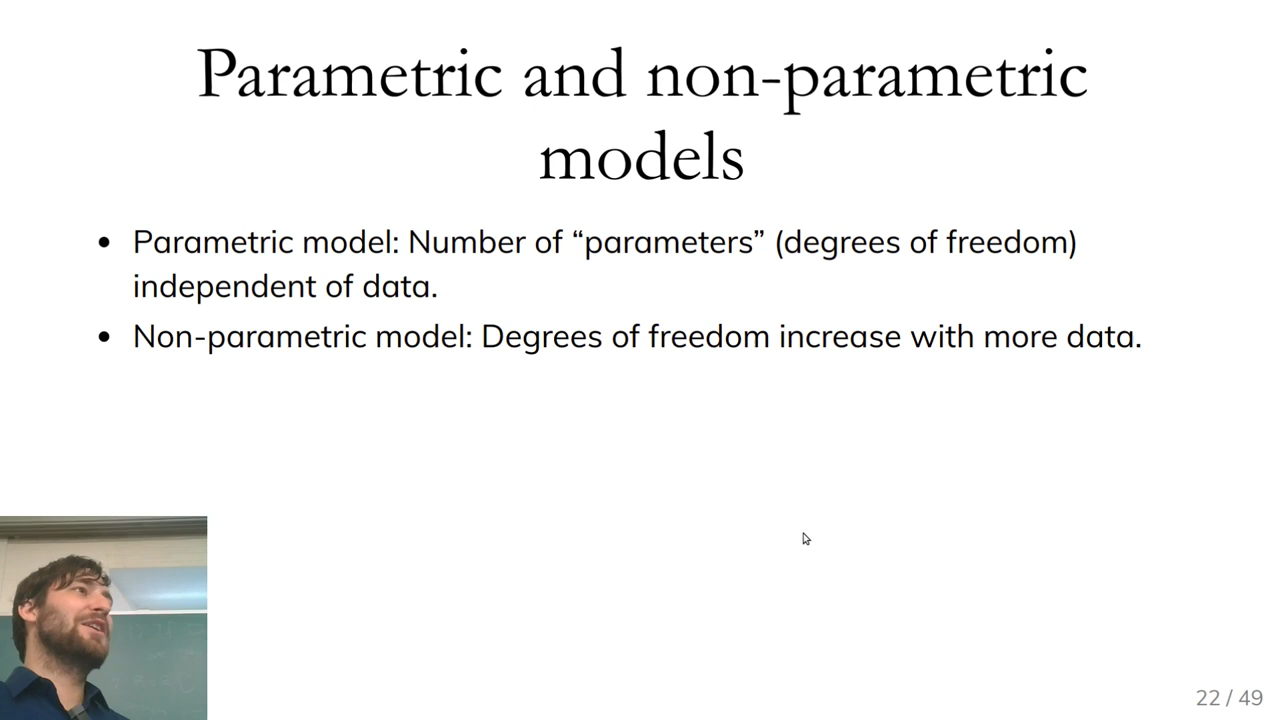 Parametric and non-parametric
models
• Parametric model: Number of “parameters” (degrees of freedom)
independent of data.
• Non-parametric model: Degrees of freedom increase with more data.
22 / 49